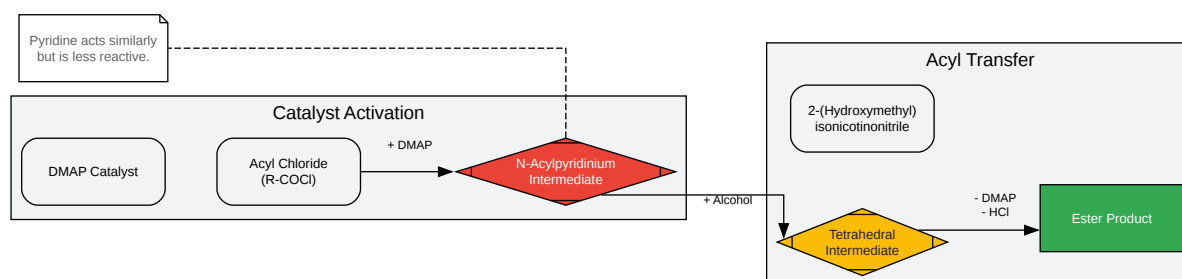 Pyridine acts similarly
but is less reactive.
Catalyst Activation
DMAP Catalyst
Acyl Chloride
(R-COCl)
+ DMAP
N-Acylpyridinium
Intermediate
+ Alcohol
Acyl Transfer
2-(Hydroxymethyl)
isonicotinonitrile
Tetrahedral
Intermediate
- DMAP
- HCl
Ester Product